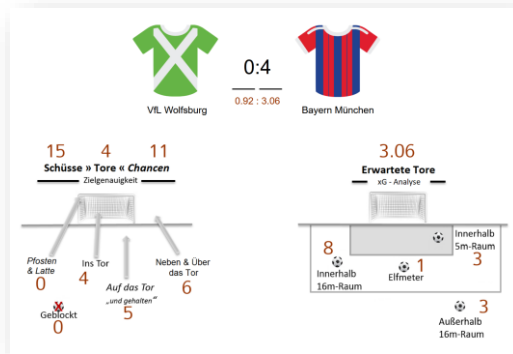 0:4
VfL Wolfsburg
0.92 : 3.06
Bayern München
15 4 11
Schüsse » Tore « Chancen
Zielgenauigkeit
Pfosten
& Latte
0
Ins Tor
4
Auf das Tor
„und gehalten“
5
Neben & Über
das Tor
6
Geblockt
0
3.06
Erwartete Tore
xG - Analyse
Innerhalb
5m-Raum
3
8
Innerhalb
16m-Raum
1
Elfmeter
3
Außerhalb
16m-Raum